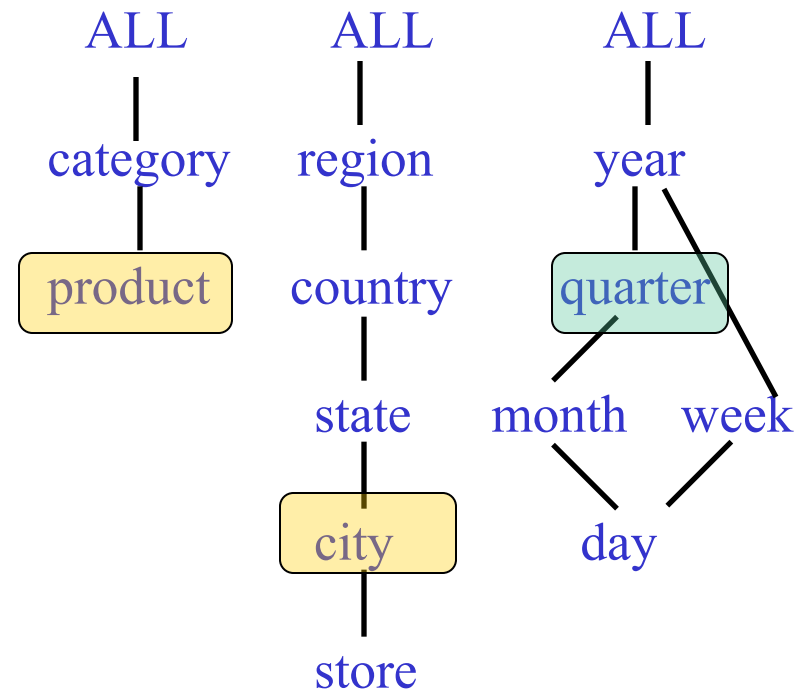 ALL ALL ALL
category region year
product country quarter
state month week
city day
store